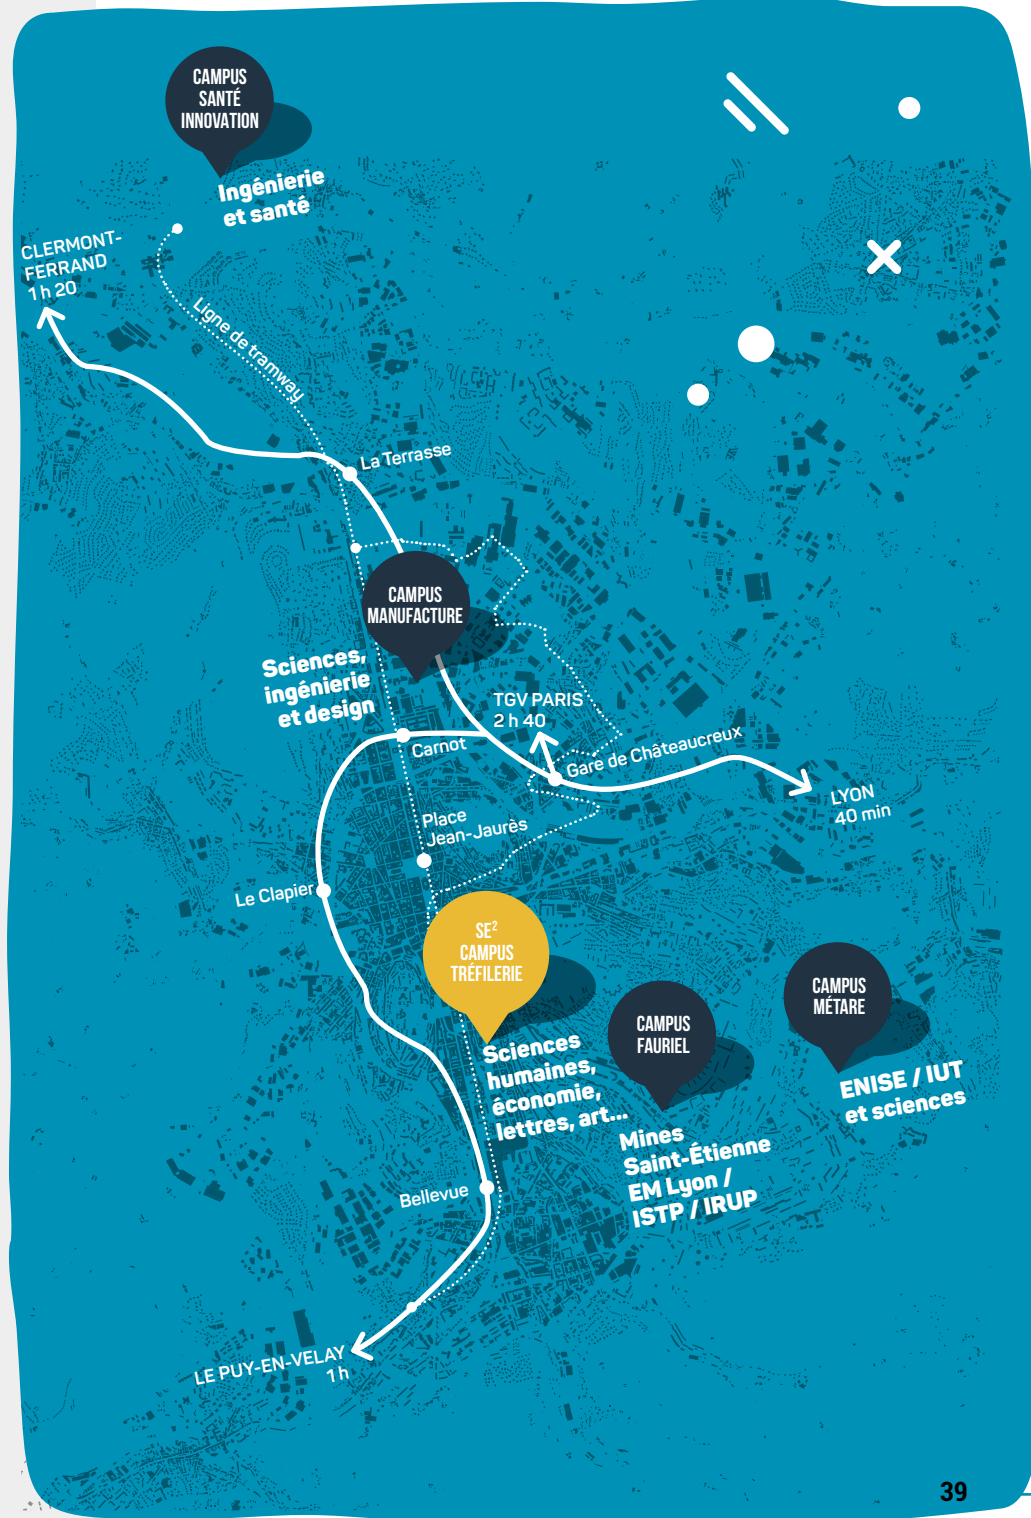 CAMPUS
SANTÉ
INNOVATION
Ingénierie
et santé
CLERMONT-
FERRAND
1 h 20
Ligne de tramway
La Terrasse
CAMPUS
MANUFACTURE
Sciences,
ingénierie
et design
TGV PARIS
2 h 40
Carnot
Gare de Châteaucreux
LYON
40 min
Place
Jean-Jaurès
Le Clapier
SE²
CAMPUS
TRÉFILERIE
Sciences
humaines,
économie,
lettres, art...
CAMPUS
FAURIEL
Mines
Saint-Étienne
EM Lyon /
ISTP / IRUP
CAMPUS
MÉTARE
ENISE / IUT
et sciences
Bellevue
LE PUY-EN-VELAY
1 h
39